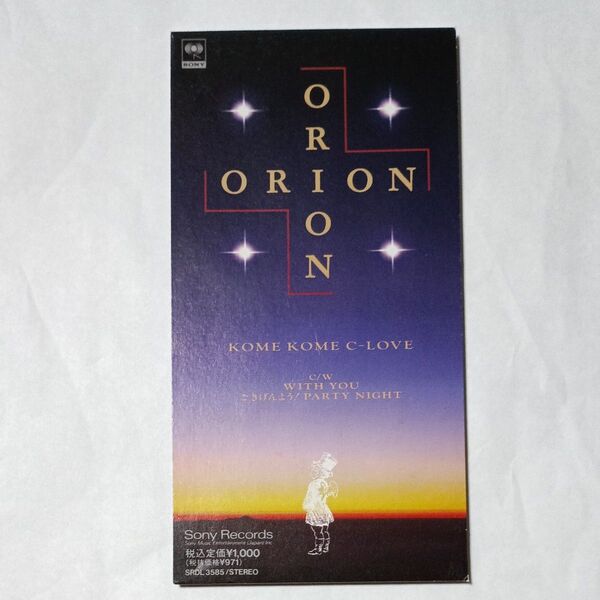 SONY
ORION
ORION
KOME KOME C-LOVE
C/W
WITH YOU
ごきげんよう! PARTY NIGHT
Sony Records
Sony Music Entertainment (Japan) Inc.
税込定価¥1,000
(税抜価格¥971)
SRDL 3585/STEREO